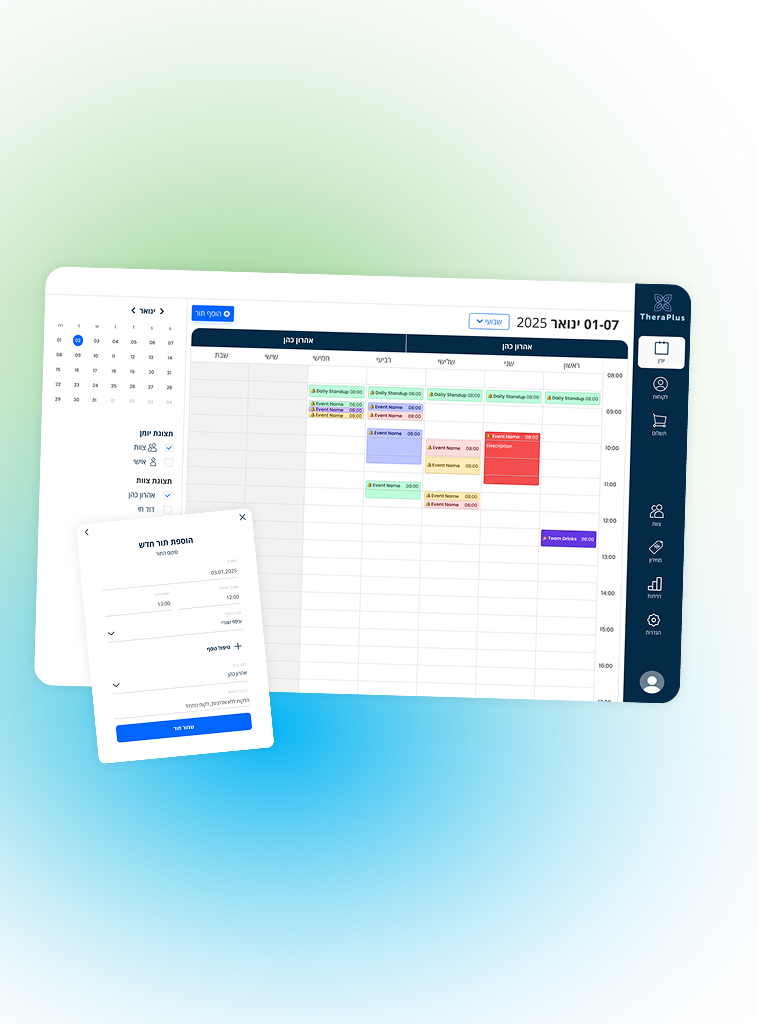 TheraPlus
יומן
לקוחות
תשלום
צוות
מחירון
דוחות
הגדרות
01-07 ינואר 2025
שבועי
הוסף תור
אהרון כהן
אהרון כהן
ראשון
שני
שלישי
רביעי
חמישי
שישי
שבת
08:00
09:00
10:00
11:00
12:00
13:00
14:00
15:00
16:00
Daily Standup 08:00
Daily Standup 08:00
Daily Standup 08:00
Daily Standup 08:00
Daily Standup 08:00
Event Name 08:00
Event Name 08:00
Event Name 08:00
Event Name 08:00
Event Name 08:00
Event Name 08:00
Event Name 08:00
Event Name 08:00
Event Name 08:00
Description
Event Name 08:00
Event Name 08:00
Event Name 08:00
Team Drinks 08:00
ינואר
01 02 03 04 05 06 07
08 09 10 11 12 13 14
15 16 17 18 19 20 21
22 23 24 25 26 27 28
29 30 31 01 02 03 04
תצוגת יומן
צוות
אישי
תצוגת צוות
אהרון כהן
דוד חי
הוספת תור חדש
סיכום התור
03.01.2025
12:00
13:00
עיסוי שוודי
טיפול נוסף
אהרון כהן
הלקוח ללא אלרגיות, לקוח מתמיד
שמור תור